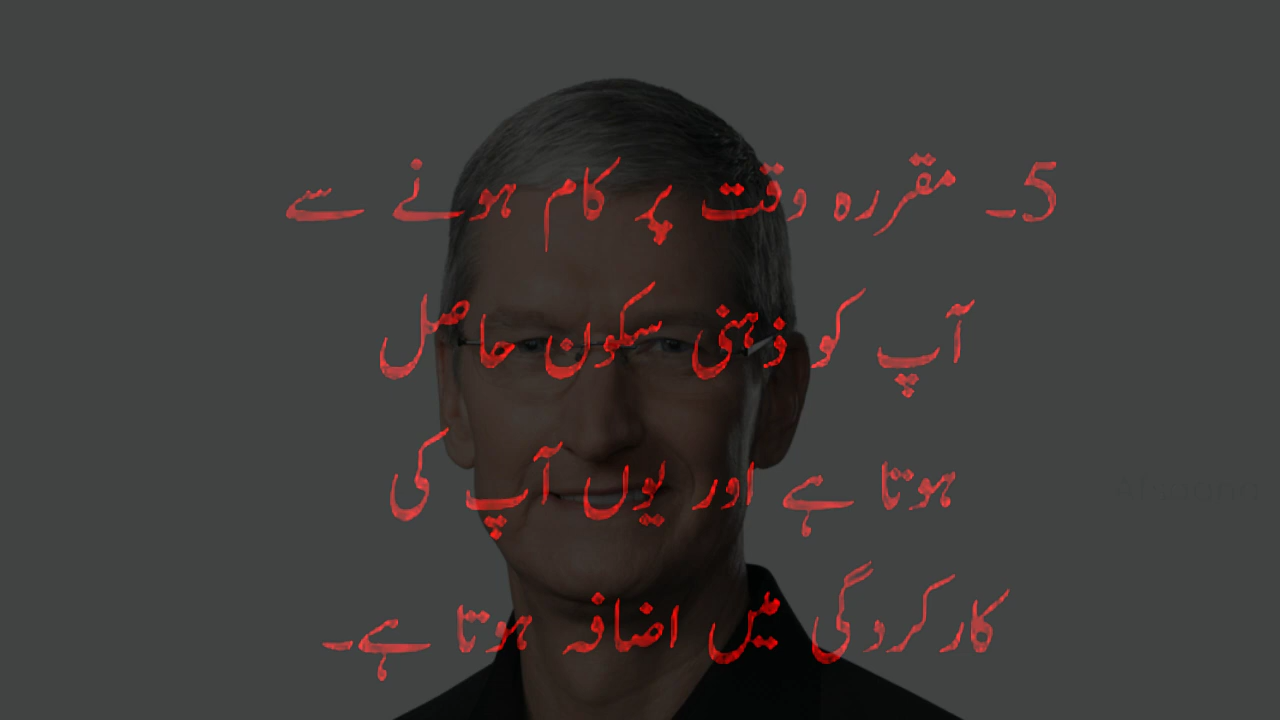 5۔ مقررہ وقت پر کام ہونے سے
آپ کو ذہنی سکون حاصل
ہوتا ہے اور یوں آپ کی
کارکردگی میں اضافہ ہوتا ہے۔